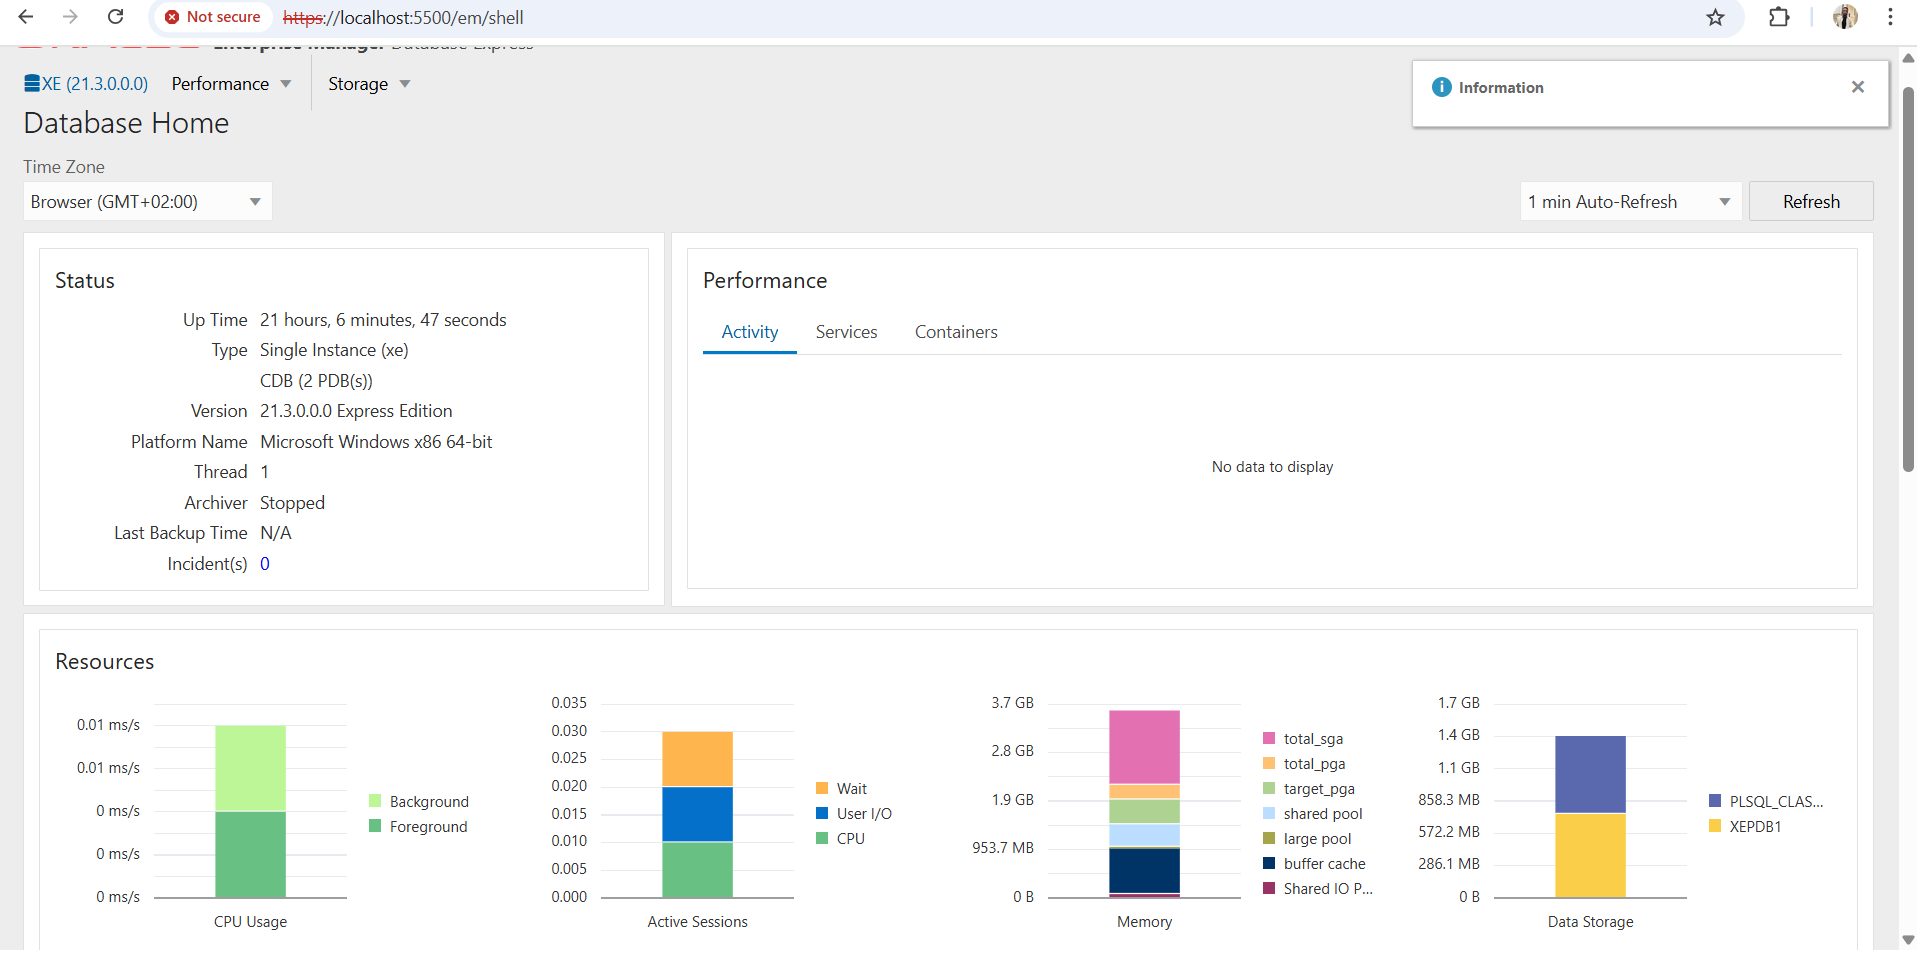 Not secure https://localhost:5500/em/shell
Enterprise Manager Database Express
XE (21.3.0.0.0) Performance Storage
Information
Database Home
Time Zone
Browser (GMT+02:00)
1 min Auto-Refresh
Refresh
Status
Up Time 21 hours, 6 minutes, 47 seconds
Type Single Instance (xe)
CDB (2 PDB(s))
Version 21.3.0.0.0 Express Edition
Platform Name Microsoft Windows x86 64-bit
Thread 1
Archiver Stopped
Last Backup Time N/A
Incident(s) 0
Performance
Activity Services Containers
No data to display
Resources
0.01 ms/s
0.01 ms/s
0 ms/s
0 ms/s
0 ms/s
CPU Usage
Background
Foreground
0.035
0.030
0.025
0.020
0.015
0.010
0.005
0.000
Active Sessions
Wait
User I/O
CPU
3.7 GB
2.8 GB
1.9 GB
953.7 MB
0 B
Memory
total_sga
total_pga
target_pga
shared pool
large pool
buffer cache
Shared IO P...
1.7 GB
1.4 GB
1.1 GB
858.3 MB
572.2 MB
286.1 MB
0 B
Data Storage
PLSQL_CLAS...
XEPDB1